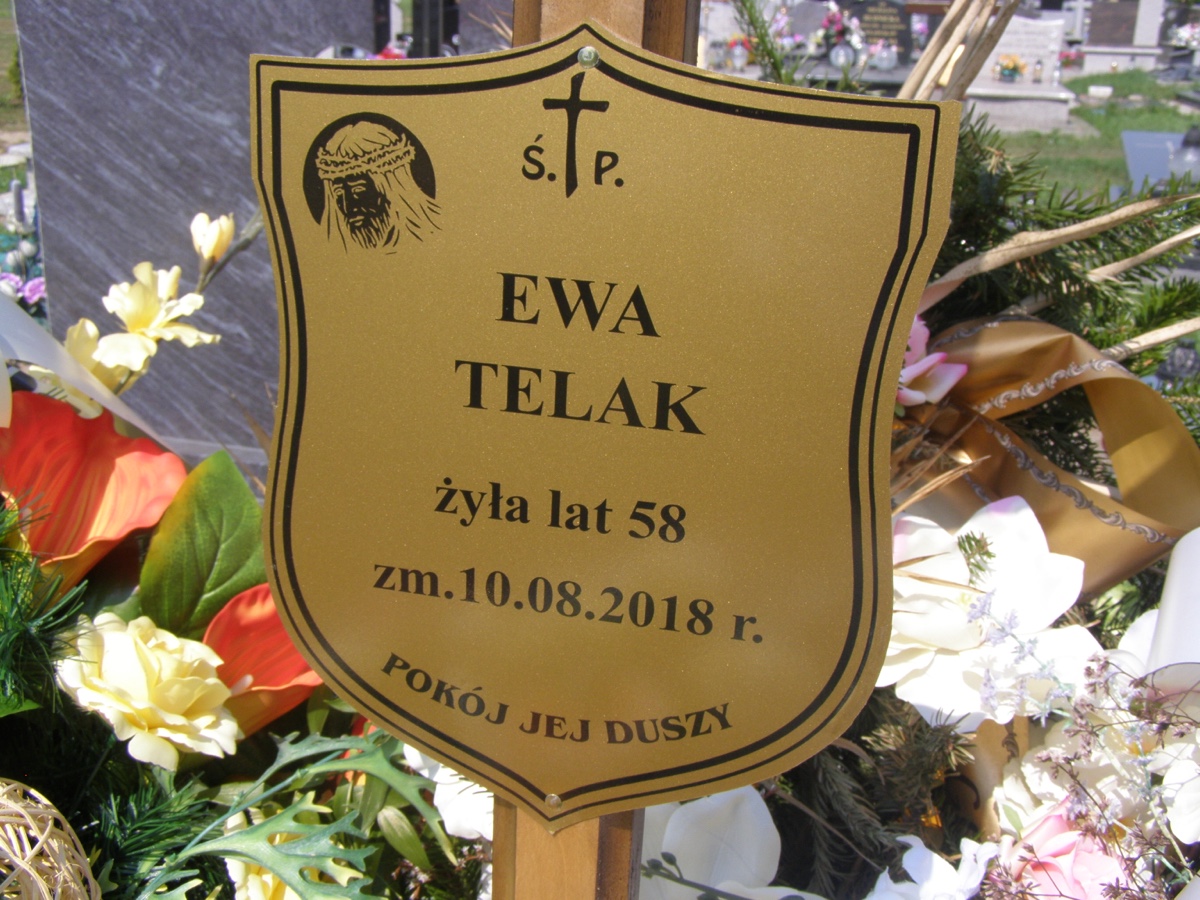 Ś. P.
EWA
TELAK
żyła lat 58
zm.10.08.2018 r.
POKÓJ JEJ DUSZY